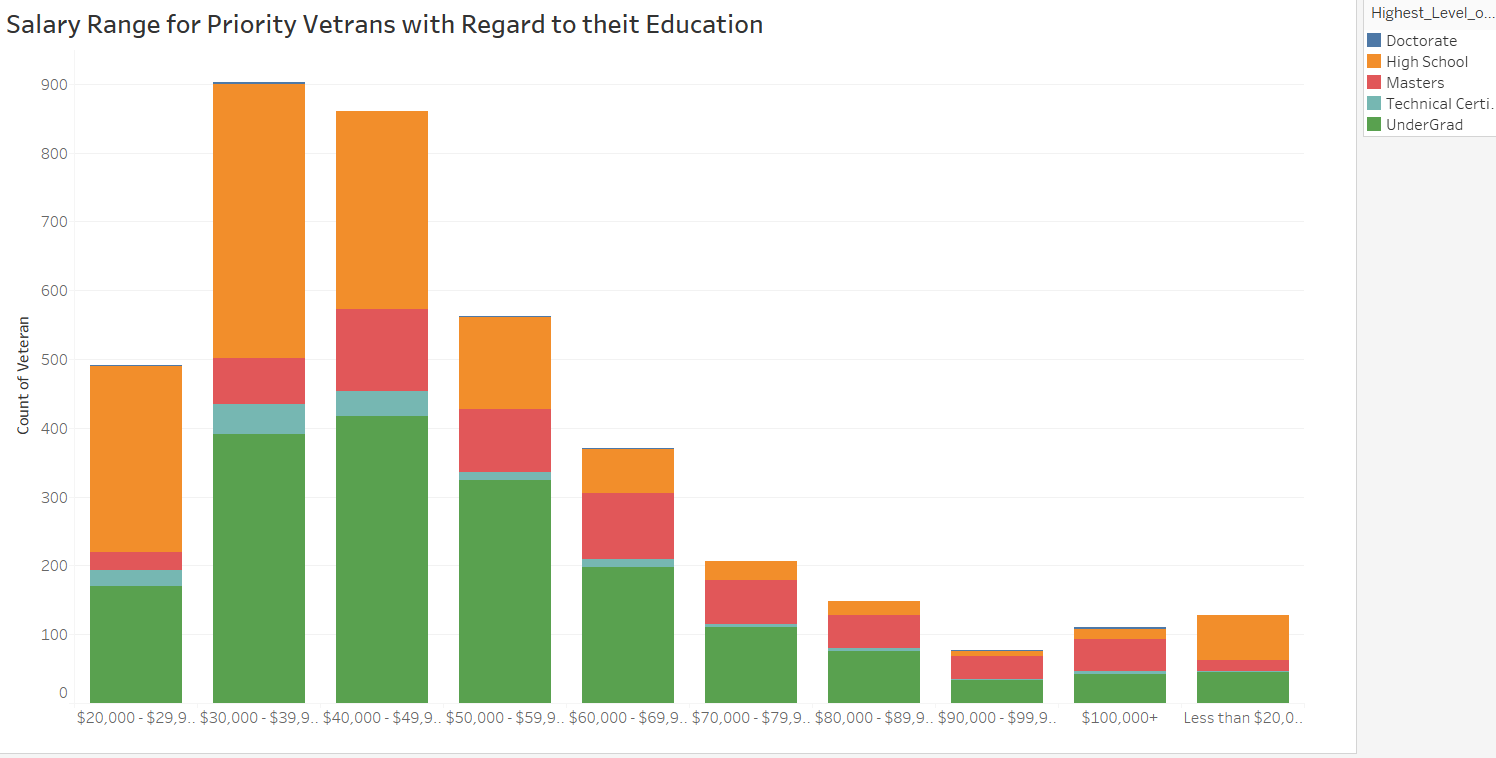 Salary Range for Priority Vetrans with Regard to theit Education
Highest_Level_o...
Doctorate
High School
Masters
Technical Certi..
UnderGrad
Count of Veteran
900
800
700
600
500
400
300
200
100
0
$20,000 - $29,9.. $30,000 - $39,9.. $40,000 - $49,9.. $50,000 - $59,9.. $60,000 - $69,9.. $70,000 - $79,9.. $80,000 - $89,9.. $90,000 - $99,9.. $100,000+ Less than $20,0..